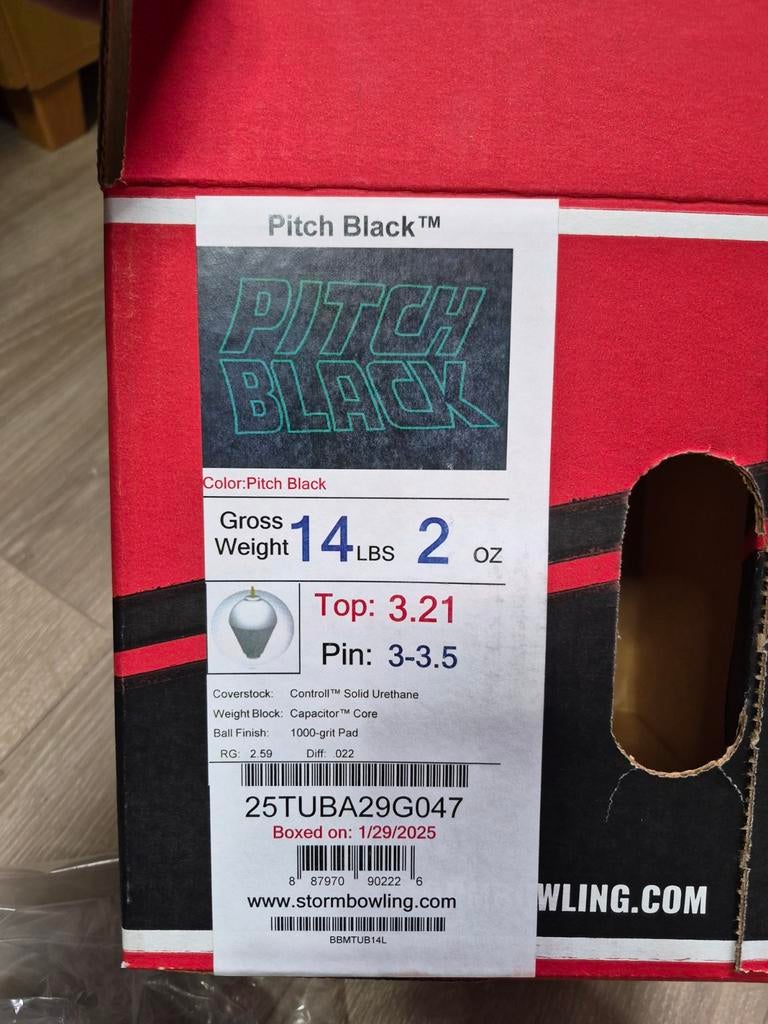 Pitch Black™
PITCH
BLACK
Color:Pitch Black
Gross Weight 14 LBS 2 OZ
Top: 3.21
Pin: 3-3.5
Coverstock: Controll™ Solid Urethane
Weight Block: Capacitor™ Core
Ball Finish: 1000-grit Pad
RG: 2.59 Diff: .022
25TUBA29G047
Boxed on: 1/29/2025
8 87970 90222 6
www.stormbowling.com
BBMTUB14L
WLING.COM